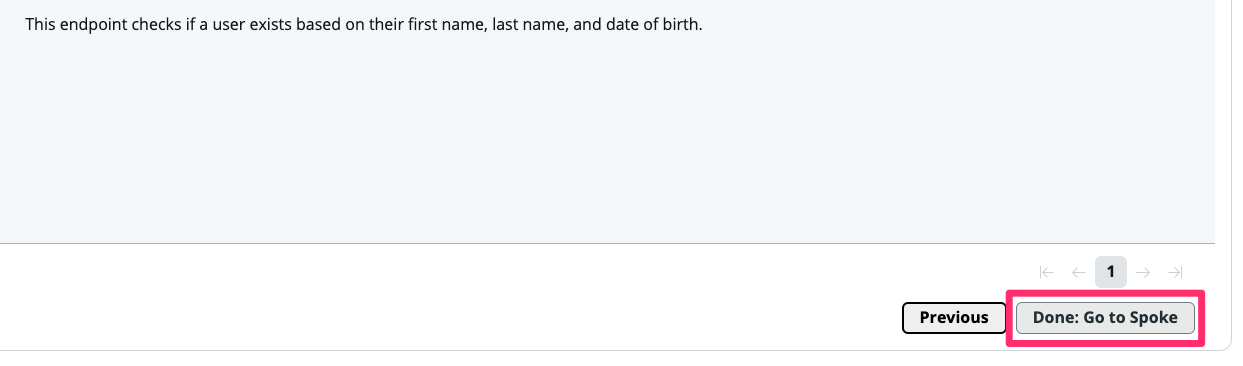 This endpoint checks if a user exists based on their first name, last name, and date of birth.
1
Previous
Done: Go to Spoke